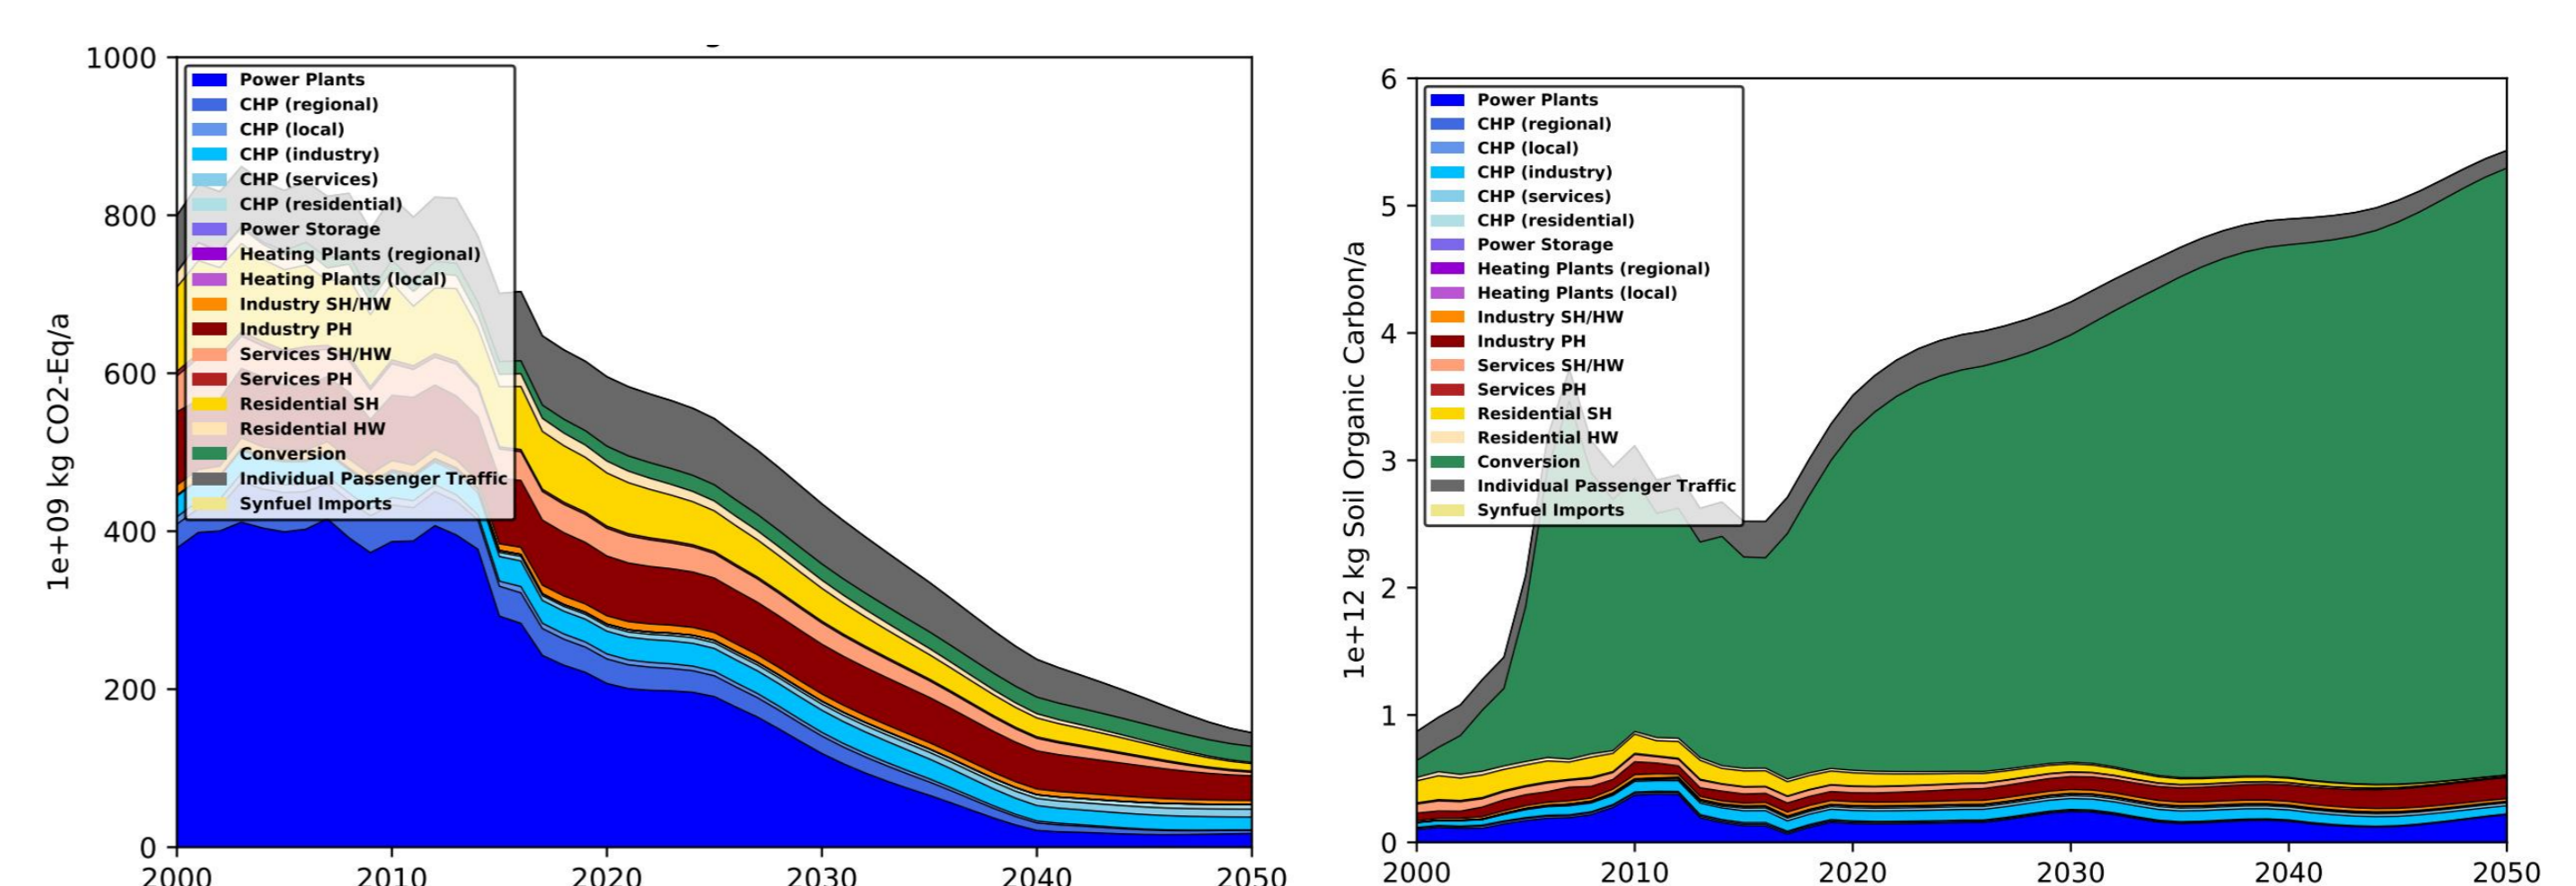 1000
800
600
400
200
0
1e+09 kg CO2-Eq/a
Power Plants
CHP (regional)
CHP (local)
CHP (industry)
CHP (services)
CHP (residential)
Power Storage
Heating Plants (regional)
Heating Plants (local)
Industry SH/HW
Industry PH
Services SH/HW
Services PH
Residential SH
Residential HW
Conversion
Individual Passenger Traffic
Synfuel Imports
2000 2010 2020 2030 2040 2050
6
5
4
3
2
1
0
1e+12 kg Soil Organic Carbon/a
Power Plants
CHP (regional)
CHP (local)
CHP (industry)
CHP (services)
CHP (residential)
Power Storage
Heating Plants (regional)
Heating Plants (local)
Industry SH/HW
Industry PH
Services SH/HW
Services PH
Residential SH
Residential HW
Conversion
Individual Passenger Traffic
Synfuel Imports
2000 2010 2020 2030 2040 2050